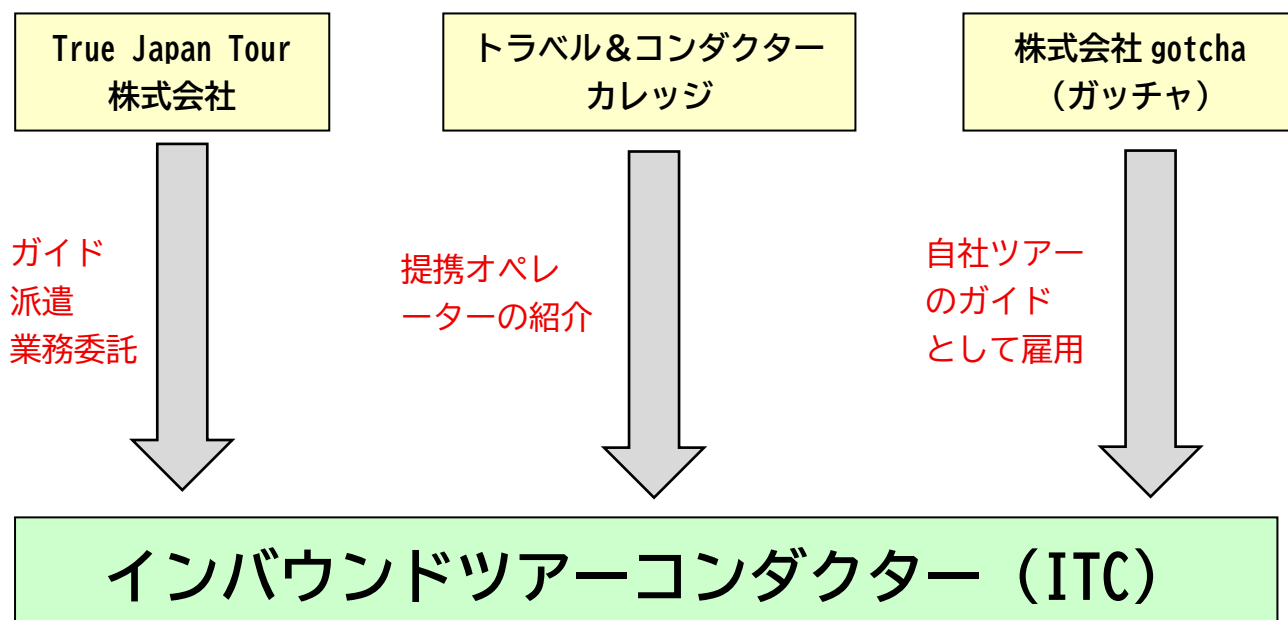 True Japan Tour
株式会社
トラベル＆コンダクター
カレッジ
株式会社 gotcha
（ガッチャ）
ガイド
派遣
業務委託
提携オペレ
ーターの紹介
自社ツアー
のガイド
として雇用
インバウンドツアーコンダクター（ITC）